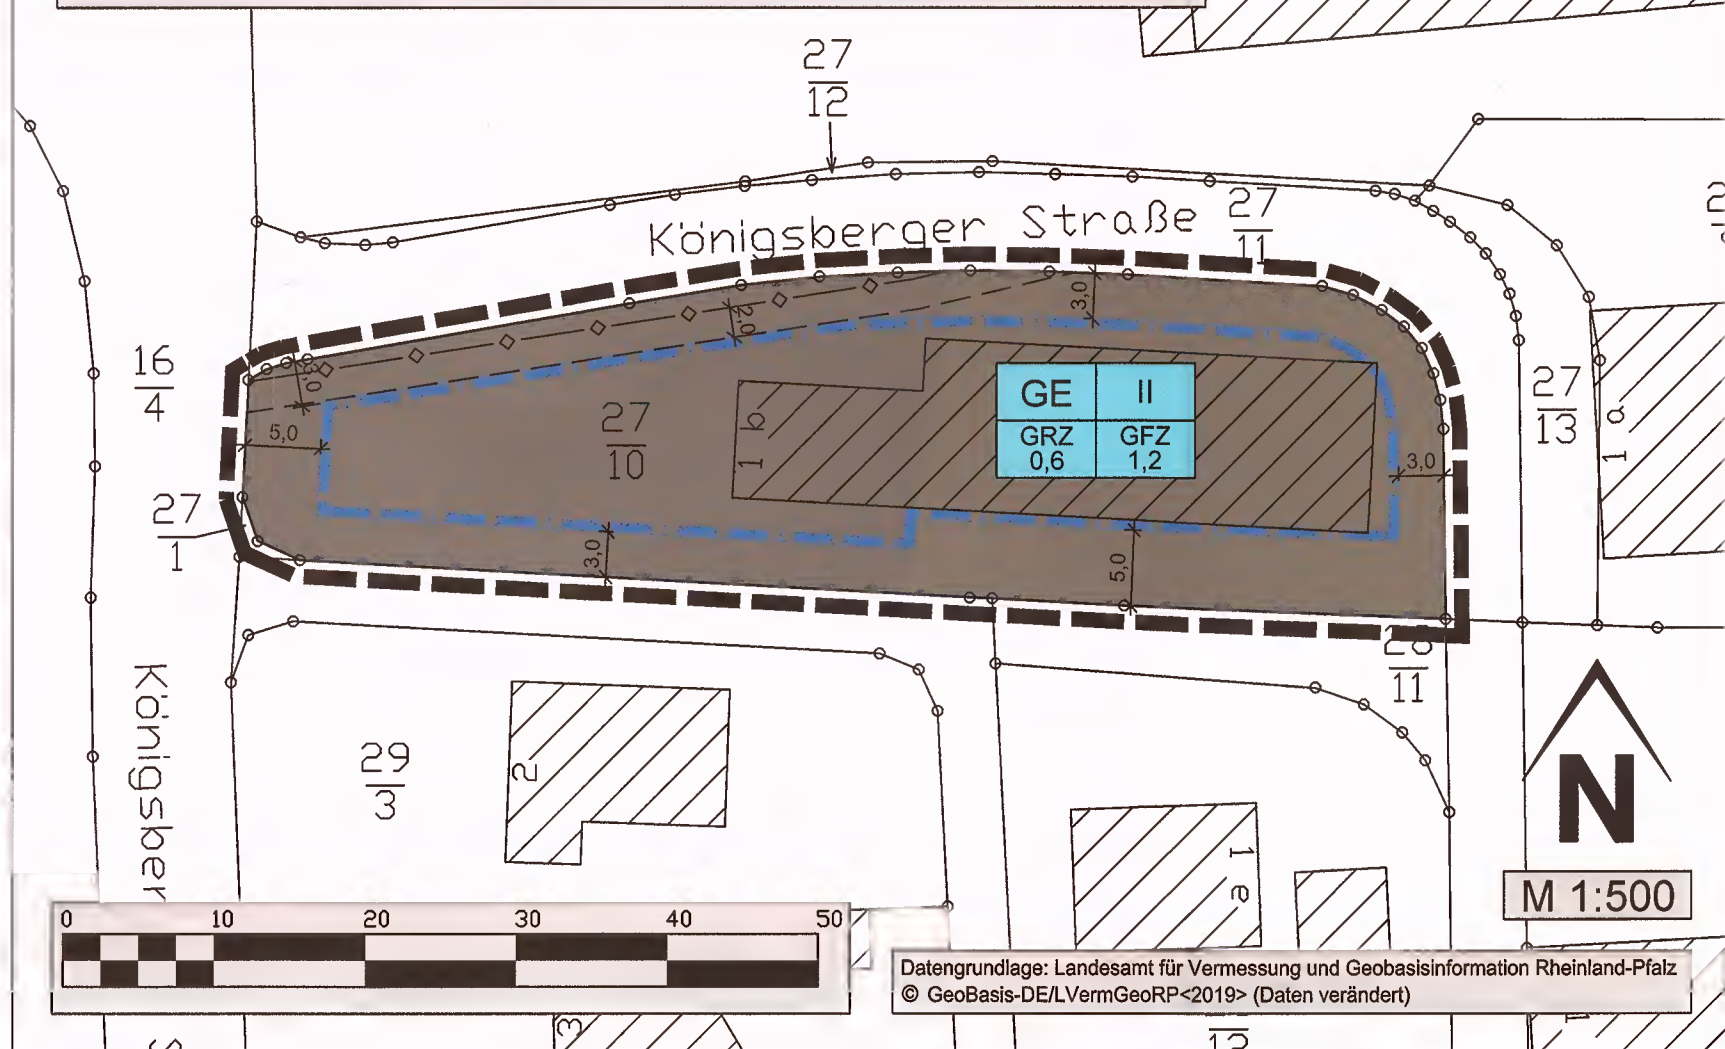 27
12
Königsberger Straße
27
11
3,0
2,0
3,0
16
4
27
13
1 a
GE
II
GRZ
0,6
GFZ
1,2
27
10
1 b
5,0
3,0
27
1
3,0
5,0
11
Königsber
29
3
2
1 e
N
M 1:500
0 10 20 30 40 50
Datengrundlage: Landesamt für Vermessung und Geobasisinformation Rheinland-Pfalz
© GeoBasis-DE/LVermGeoRP<2019> (Daten verändert)
3